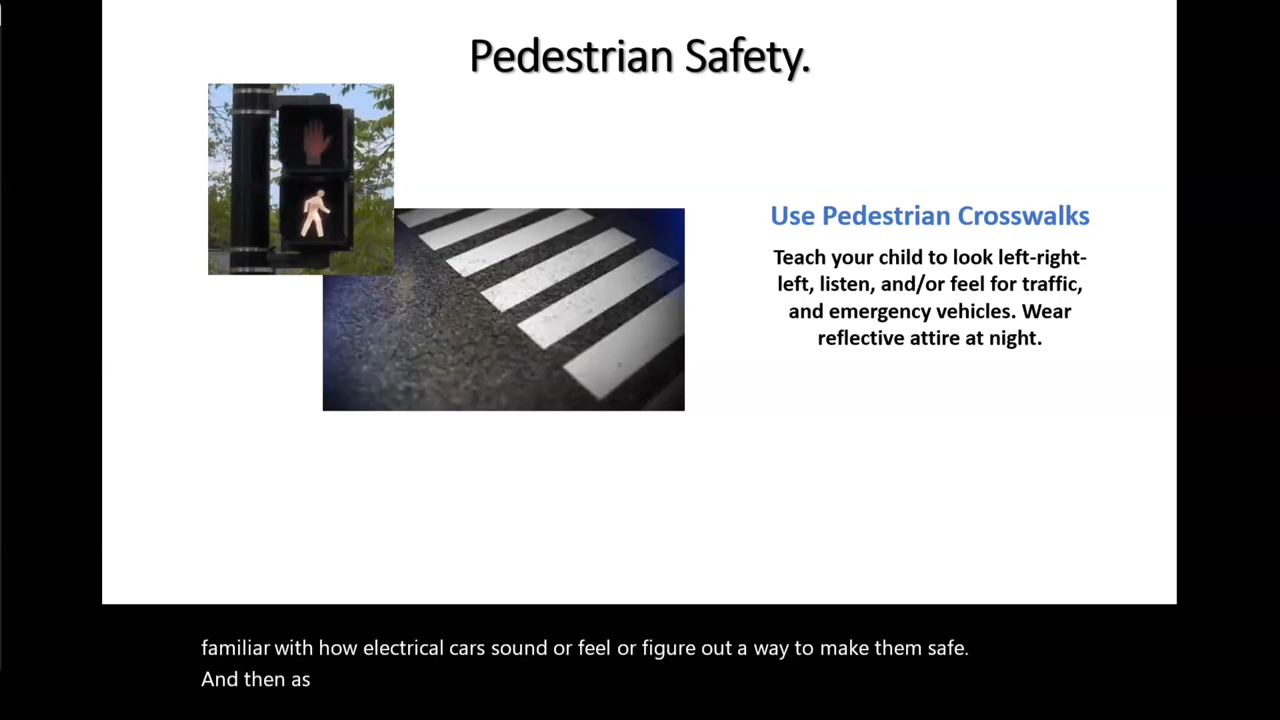 Pedestrian Safety.
Use Pedestrian Crosswalks
Teach your child to look left-right-
left, listen, and/or feel for traffic,
and emergency vehicles. Wear
reflective attire at night.
familiar with how electrical cars sound or feel or figure out a way to make them safe.
And then as